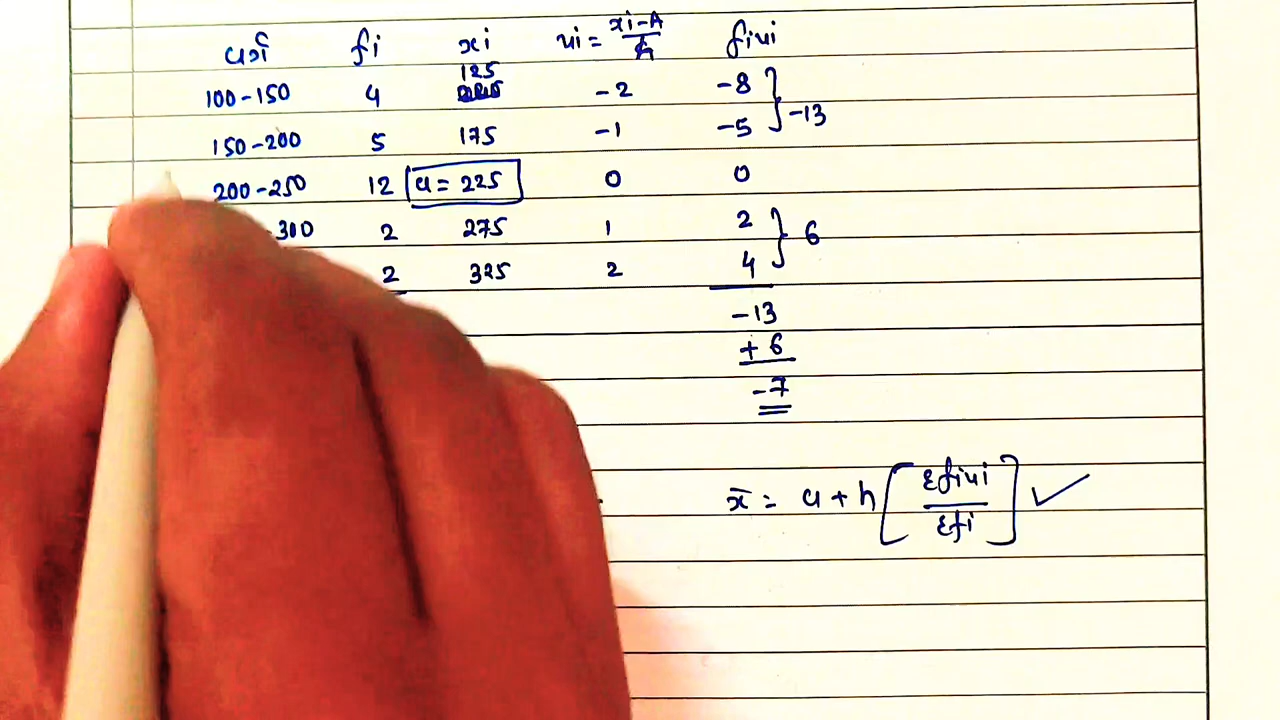 वर्ग fi xi ui = xi-A/h fiui
125
100-150 4 -2 -8 } -13
150-200 5 175 -1 -5
200-250 12 a = 225 0 0
300 2 275 1 2 } 6
2 325 2 4
-13
+ 6
-7
x̄ = a + h [ Σfiui / Σfi ] ✓